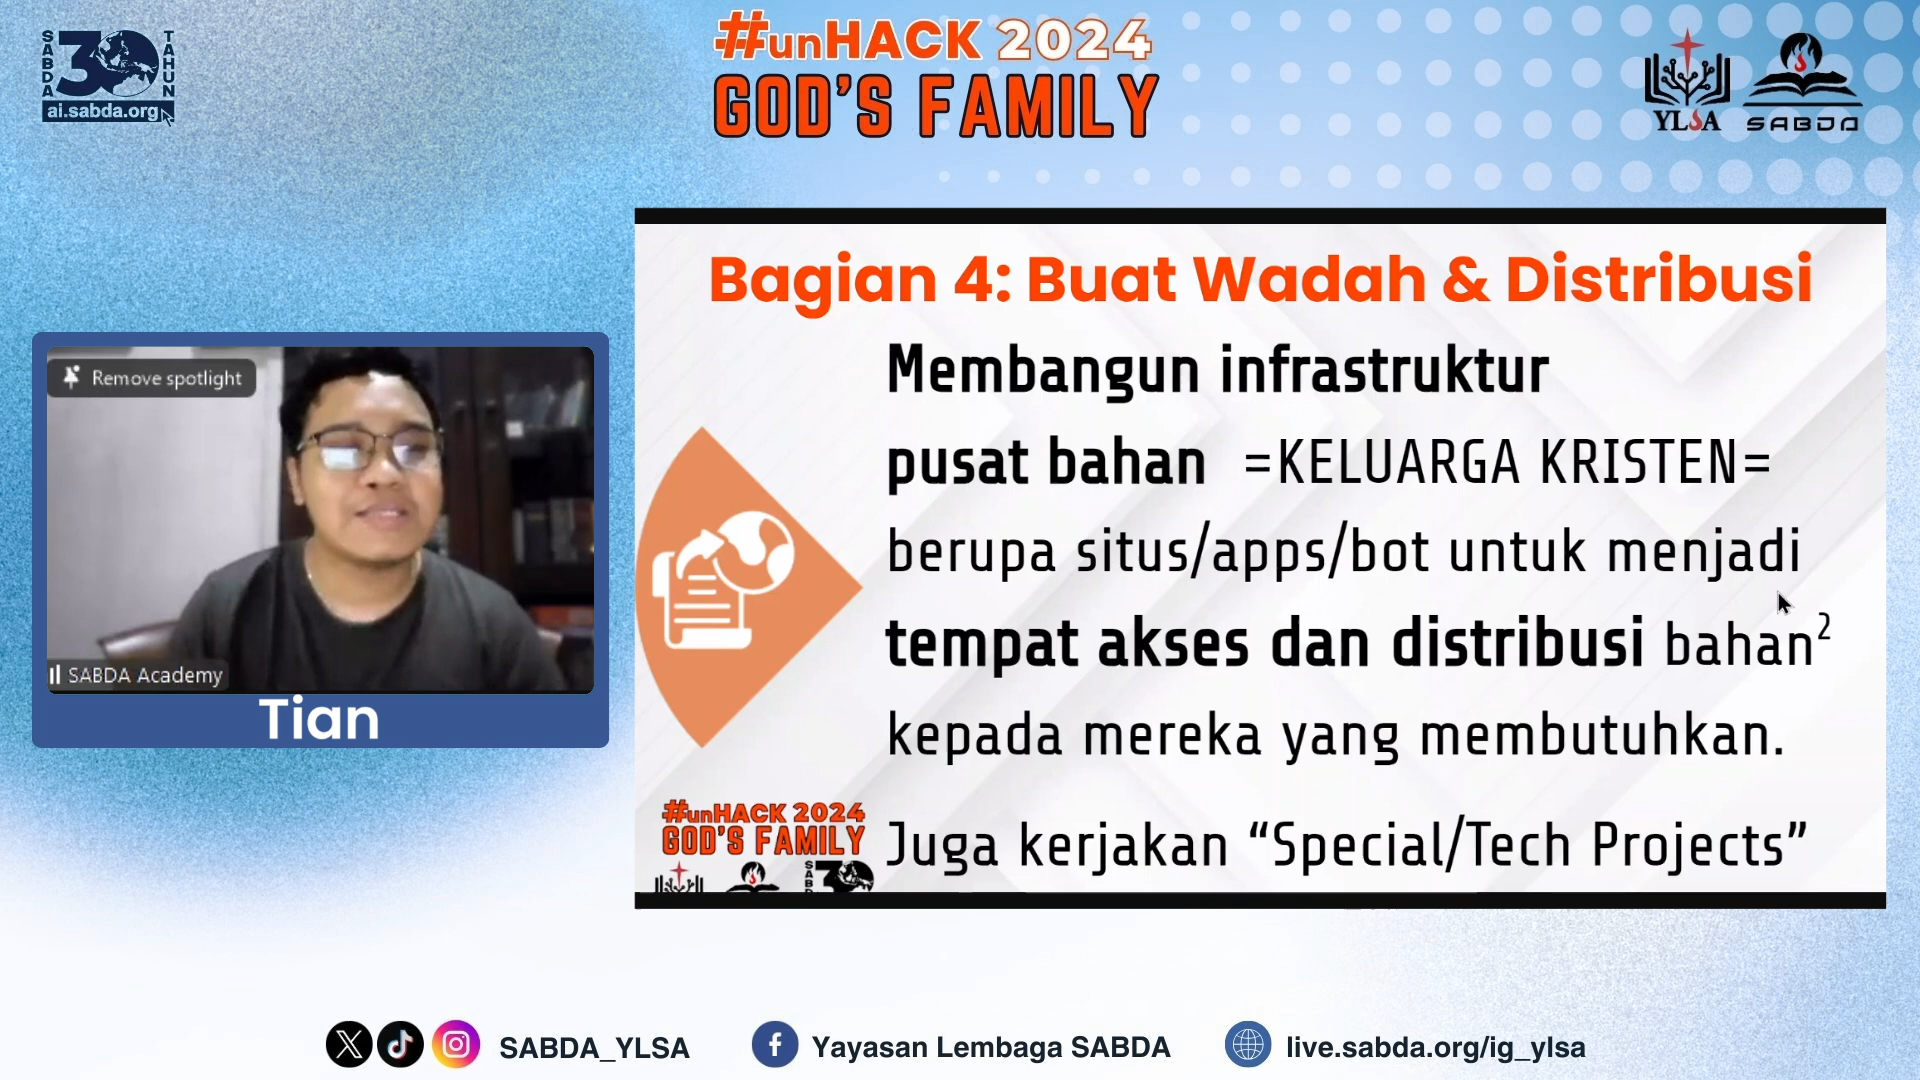 SABDA 30 TAHUN
ai.sabda.org
#unHACK 2024
GOD'S FAMILY
YLSA SABDA
Bagian 4: Buat Wadah & Distribusi
Membangun infrastruktur
pusat bahan =KELUARGA KRISTEN=
berupa situs/apps/bot untuk menjadi
tempat akses dan distribusi bahan²
kepada mereka yang membutuhkan.
Juga kerjakan “Special/Tech Projects”
#unHACK 2024
GOD'S FAMILY
SABDA 30
Remove spotlight
SABDA Academy
Tian
SABDA_YLSA Yayasan Lembaga SABDA live.sabda.org/ig_ylsa